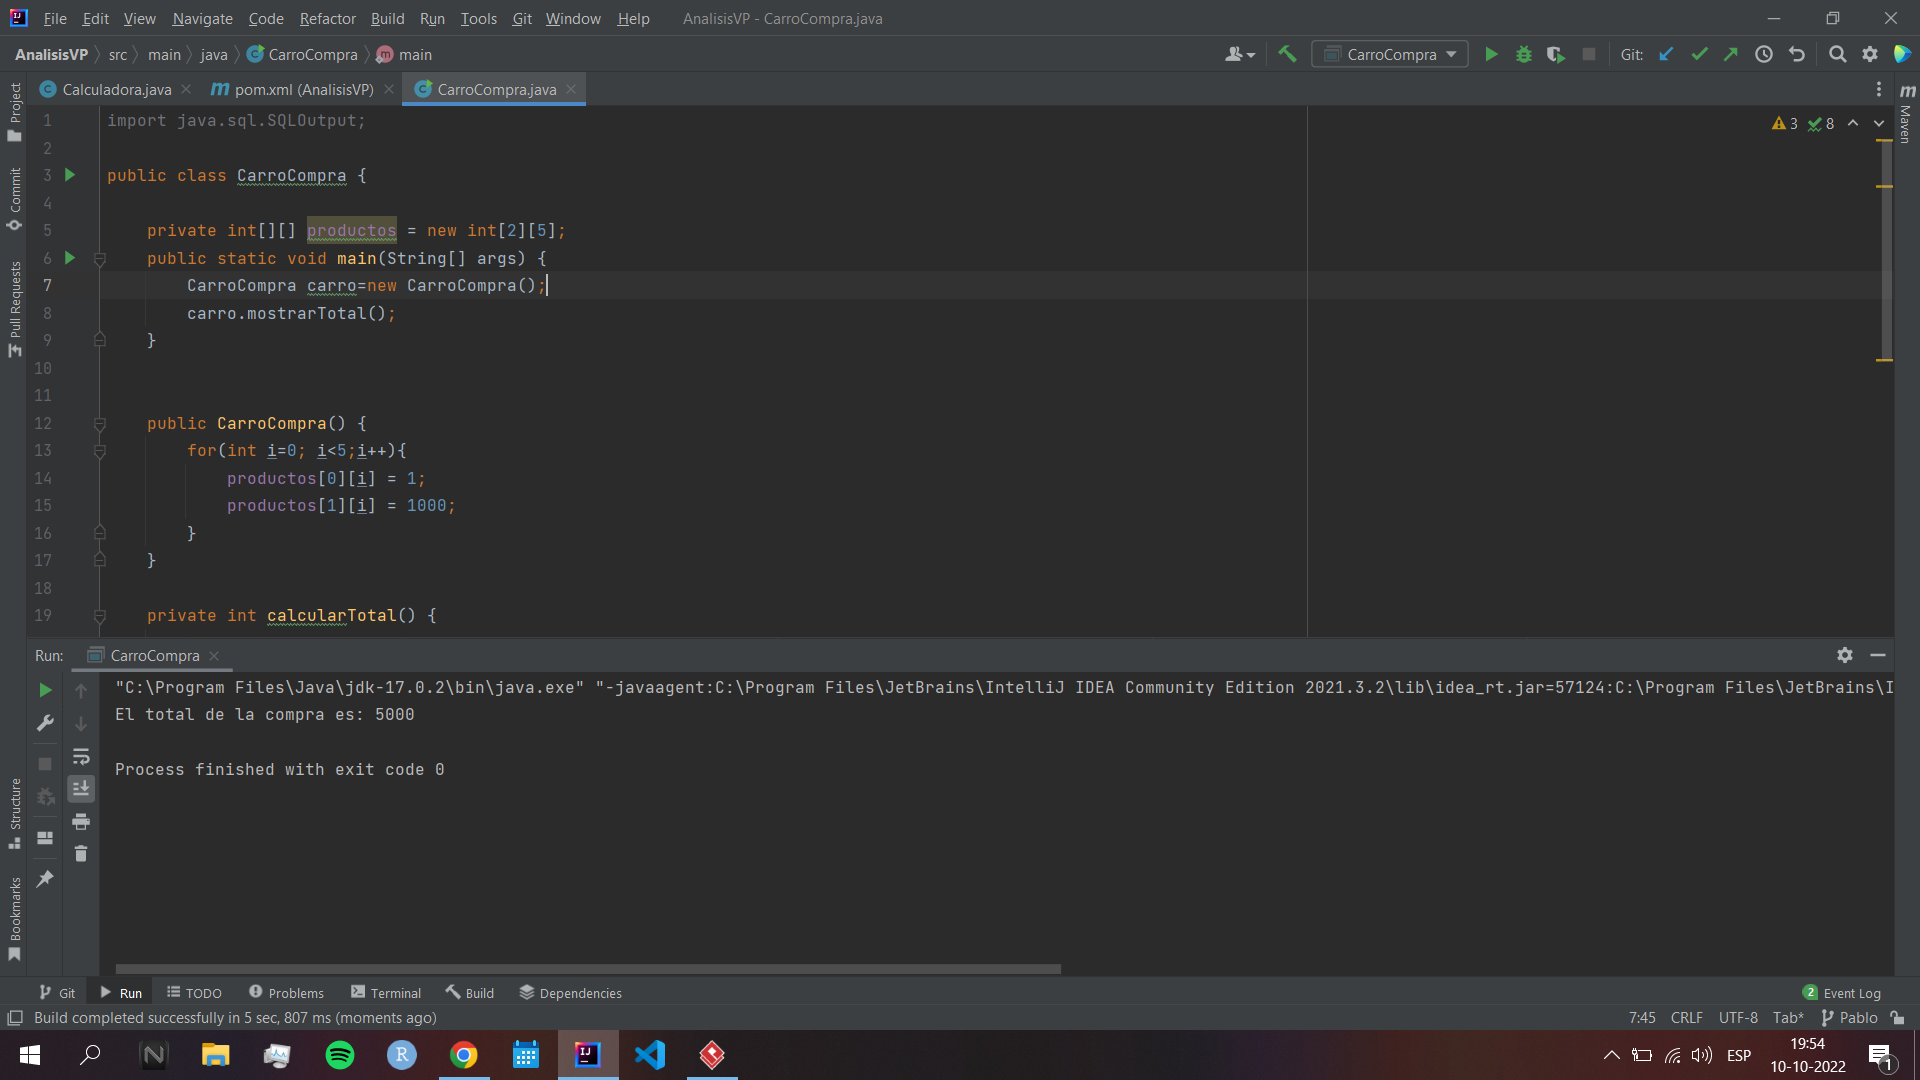 File Edit View Navigate Code Refactor Build Run Tools Git Window Help AnalisisVP - CarroCompra.java
AnalisisVP src main java CarroCompra main CarroCompra Git:
Calculadora.java pom.xml (AnalisisVP) CarroCompra.java
Project
Commit
Pull Requests
Structure
Bookmarks
Maven
3 8
1 import java.sql.SQLOutput;
2
3 public class CarroCompra {
4
5 private int[][] productos = new int[2][5];
6 public static void main(String[] args) {
7 CarroCompra carro=new CarroCompra();
8 carro.mostrarTotal();
9 }
10
11
12 public CarroCompra() {
13 for(int i=0; i<5;i++){
14 productos[0][i] = 1;
15 productos[1][i] = 1000;
16 }
17 }
18
19 private int calcularTotal() {
Run: CarroCompra
"C:\Program Files\Java\jdk-17.0.2\bin\java.exe" "-javaagent:C:\Program Files\JetBrains\IntelliJ IDEA Community Edition 2021.3.2\lib\idea_rt.jar=57124:C:\Program Files\JetBrains\I
El total de la compra es: 5000
Process finished with exit code 0
Git Run TODO Problems Terminal Build Dependencies 2 Event Log
Build completed successfully in 5 sec, 807 ms (moments ago) 7:45 CRLF UTF-8 Tab* Pablo
ESP 19:54
10-10-2022 1